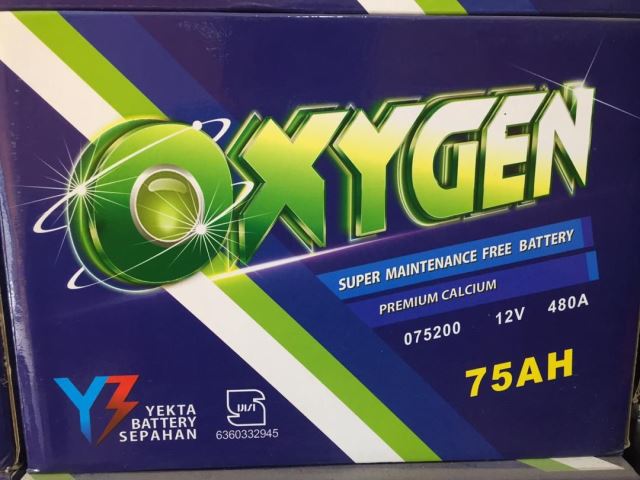 OXYGEN
SUPER MAINTENANCE FREE BATTERY
PREMIUM CALCIUM
075200 12V 480A
75AH
YEKTA
BATTERY
SEPAHAN
6360332945